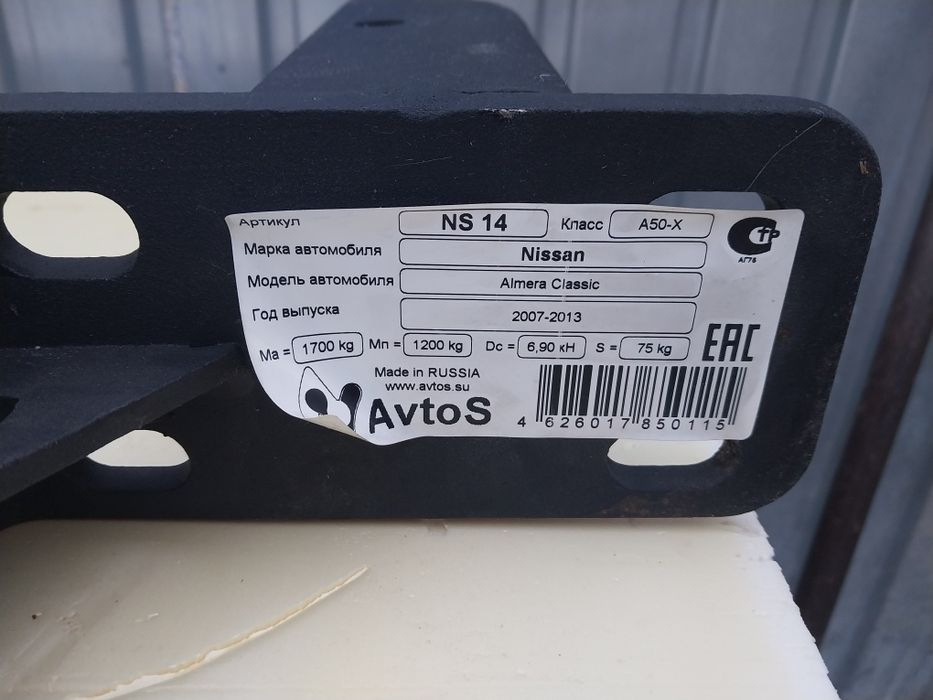 Артикул NS 14 Класс A50-X
Марка автомобиля Nissan
Модель автомобиля Almera Classic
Год выпуска 2007-2013
Ma = 1700 kg Мп = 1200 kg Dc = 6,90 кН S = 75 kg
EAC
Made in RUSSIA
www.avtos.su
AvtoS
4 626017 850115
АГ76